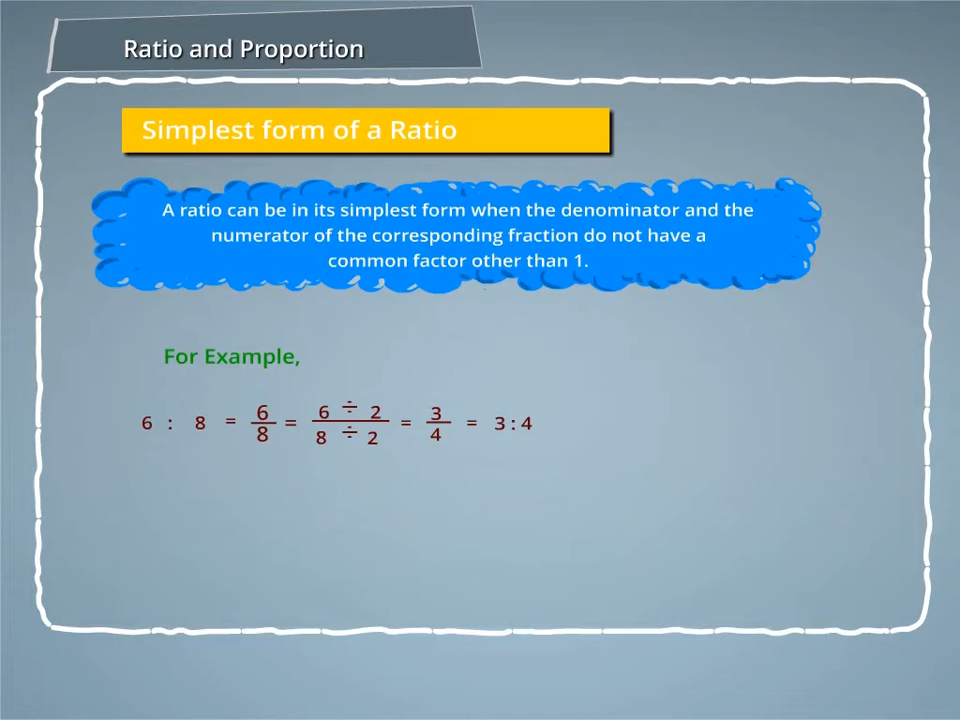 Ratio and Proportion
Simplest form of a Ratio
A ratio can be in its simplest form when the denominator and the
numerator of the corresponding fraction do not have a
common factor other than 1.
For Example,
6 : 8 = 6/8 = 6 ÷ 2 / 8 ÷ 2 = 3/4 = 3 : 4